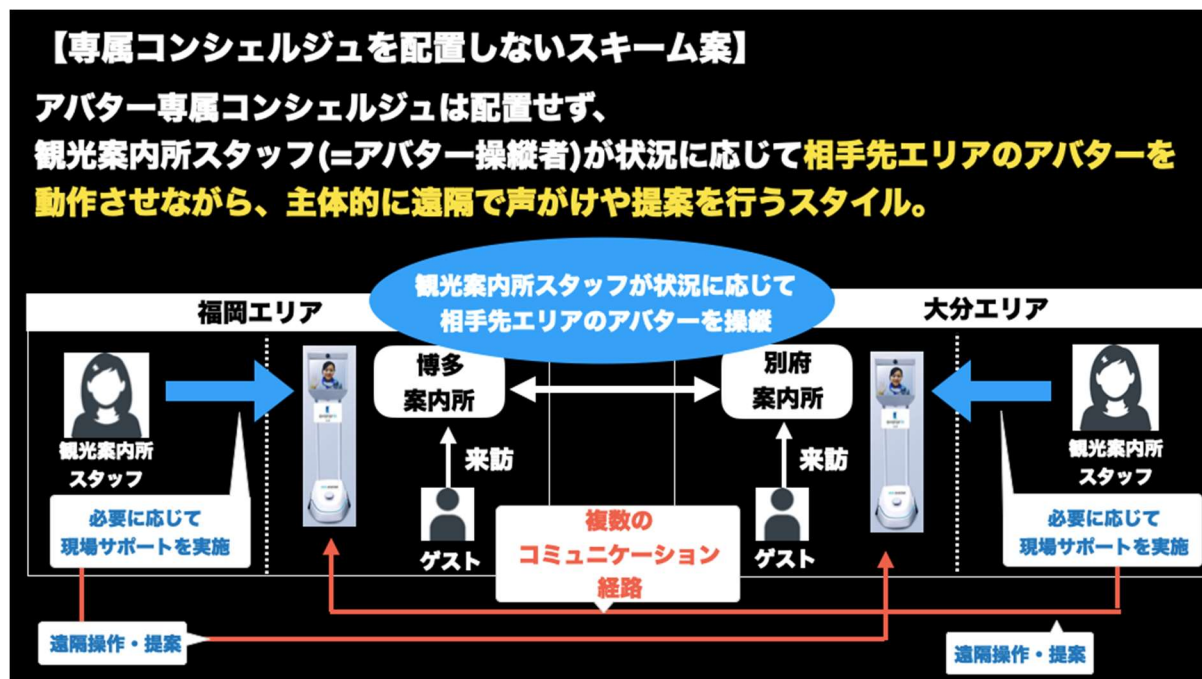 【専属コンシェルジュを配置しないスキーム案】
アバター専属コンシェルジュは配置せず、
観光案内所スタッフ(=アバター操縦者)が状況に応じて相手先エリアのアバターを
動作させながら、主体的に遠隔で声がけや提案を行うスタイル。
観光案内所スタッフが状況に応じて
相手先エリアのアバターを操縦
福岡エリア
大分エリア
博多
案内所
別府
案内所
観光案内所
スタッフ
来訪
来訪
観光案内所
スタッフ
必要に応じて
現場サポートを実施
ゲスト
複数の
コミュニケーション
経路
ゲスト
必要に応じて
現場サポートを実施
遠隔操作・提案
遠隔操作・提案